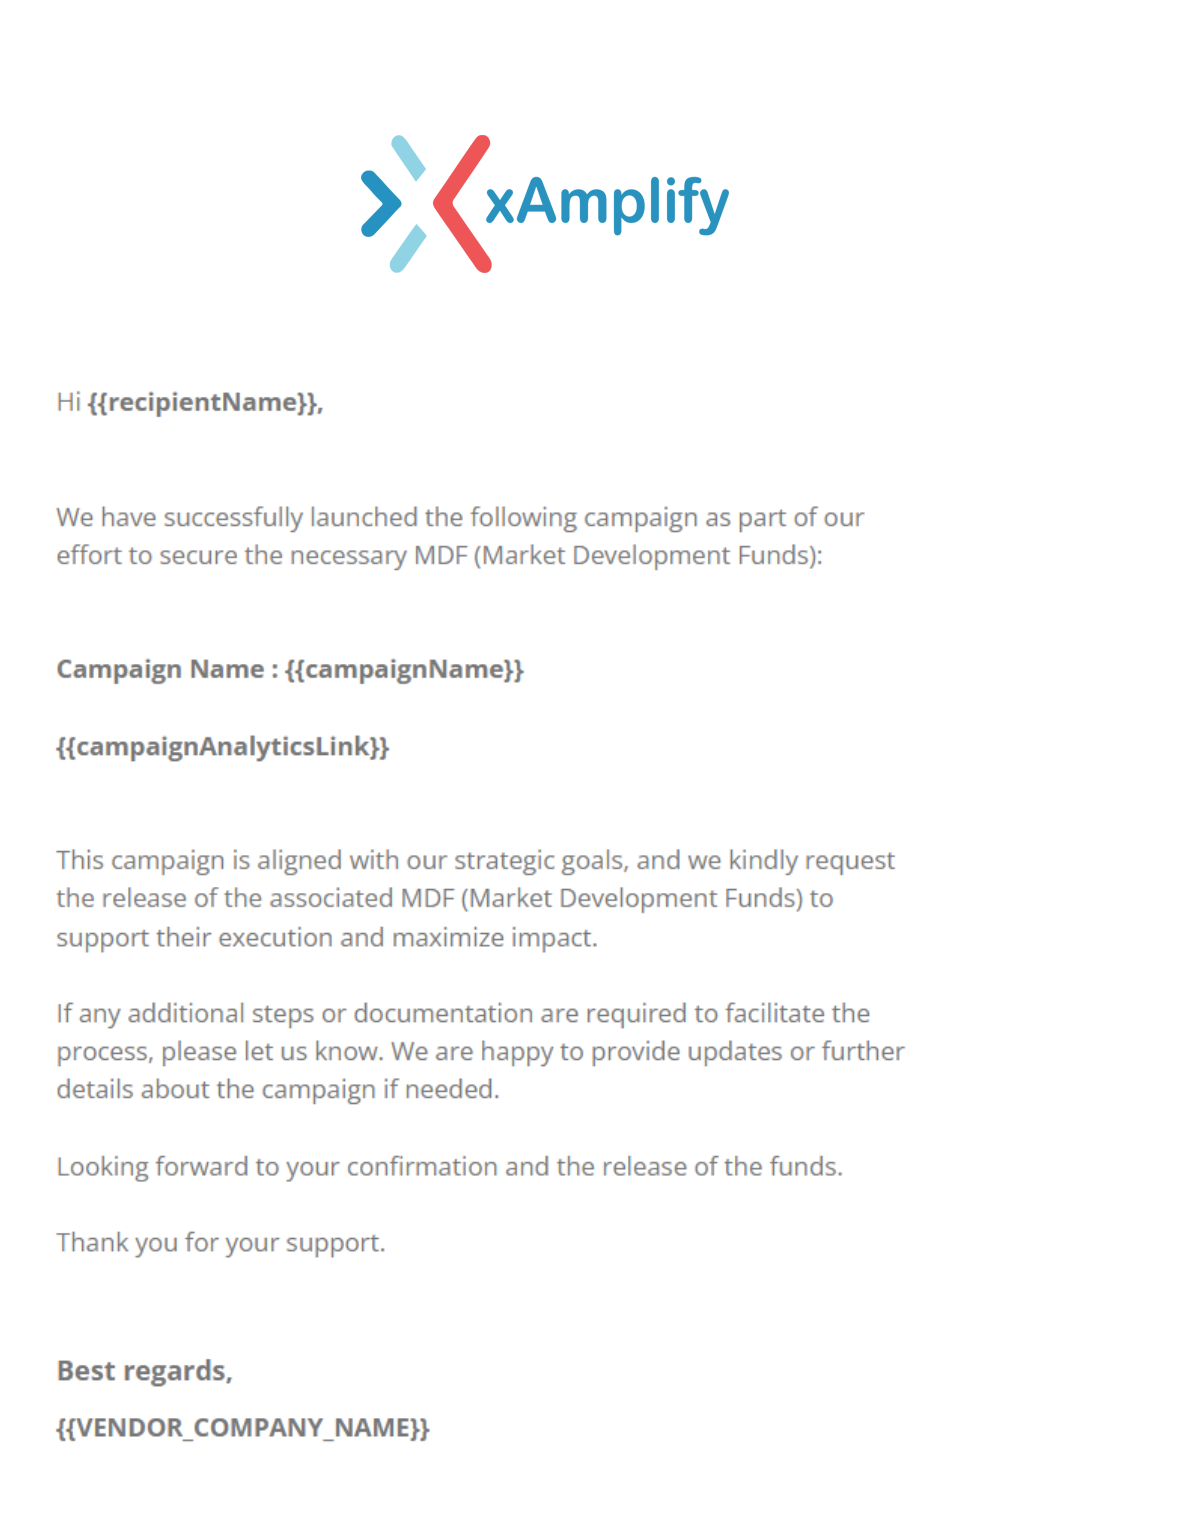 xAmplify
Hi {{recipientName}},
We have successfully launched the following campaign as part of our
effort to secure the necessary MDF (Market Development Funds):
Campaign Name : {{campaignName}}
{{campaignAnalyticsLink}}
This campaign is aligned with our strategic goals, and we kindly request
the release of the associated MDF (Market Development Funds) to
support their execution and maximize impact.
If any additional steps or documentation are required to facilitate the
process, please let us know. We are happy to provide updates or further
details about the campaign if needed.
Looking forward to your confirmation and the release of the funds.
Thank you for your support.
Best regards,
{{VENDOR_COMPANY_NAME}}